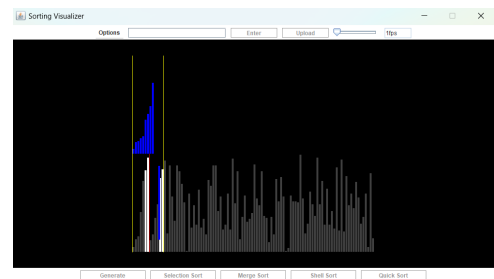 Sorting Visualizer
Options Enter Upload 1fps
Generate Selection Sort Merge Sort Shell Sort Quick Sort